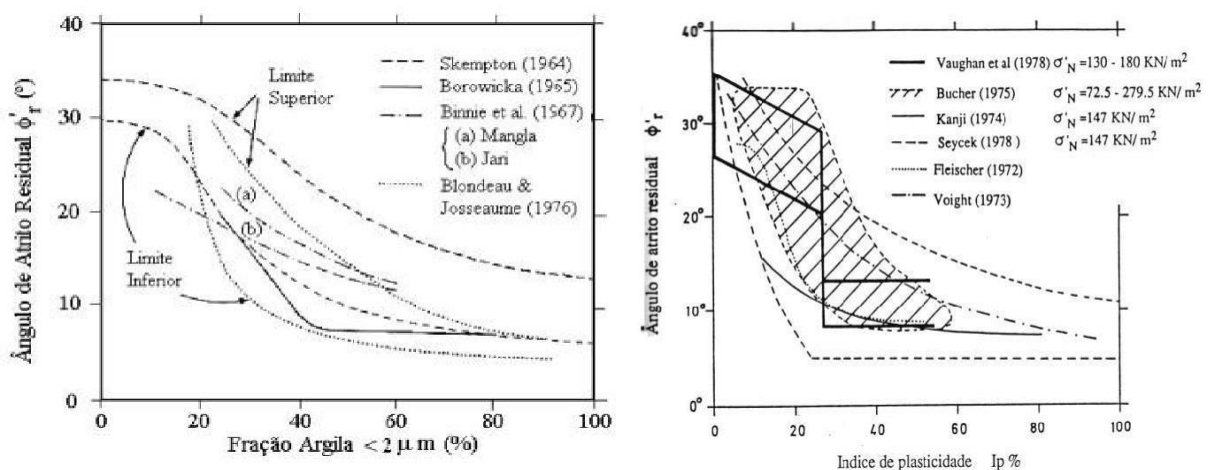 40
30
20
10
0
0 20 40 60 80 100
Ângulo de Atrito Residual ϕ'r (°)
Fração Argila < 2 μ m (%)
Limite
Superior
Limite
Inferior
(a)
(b)
Skempton (1964)
Borowicka (1965)
Binnie et al. (1967)
(a) Mangla
(b) Jari
Blondeau &
Josseaume (1976)
40°
30°
20°
10°
0°
0 20 40 60 80 100
Ângulo de atrito residual ϕ'r
Indice de plasticidade Ip %
Vaughan et al (1978) σ'N =130 - 180 KN/ m2
Bucher (1975) σ'N =72.5 - 279.5 KN/ m2
Kanji (1974) σ'N =147 KN/ m2
Seycek (1978) σ'N =147 KN/ m2
Fleischer (1972)
Voight (1973)